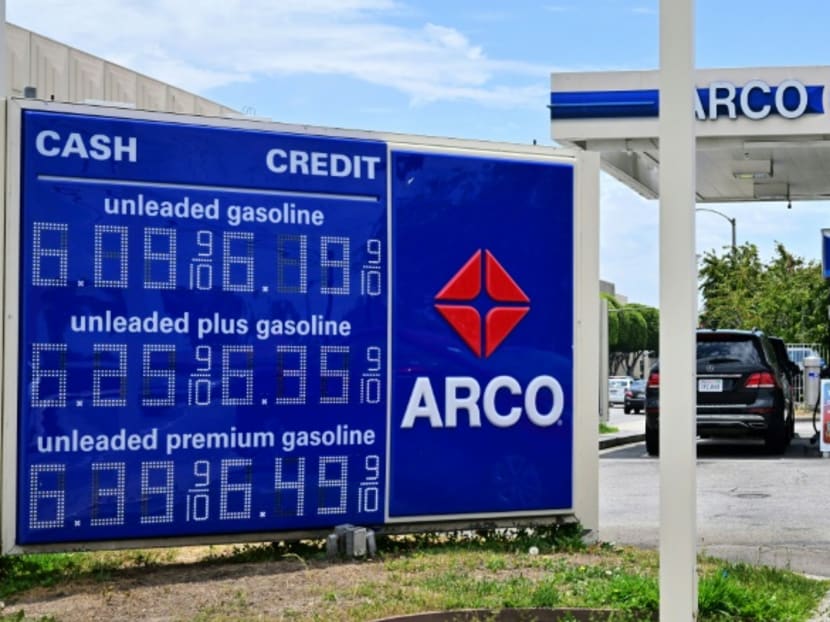 CASH CREDIT
unleaded gasoline
6.09 9/10 6.19 9/10
unleaded plus gasoline
6.25 9/10 6.35 9/10
unleaded premium gasoline
6.39 9/10 6.49 9/10
ARCO
ARCO